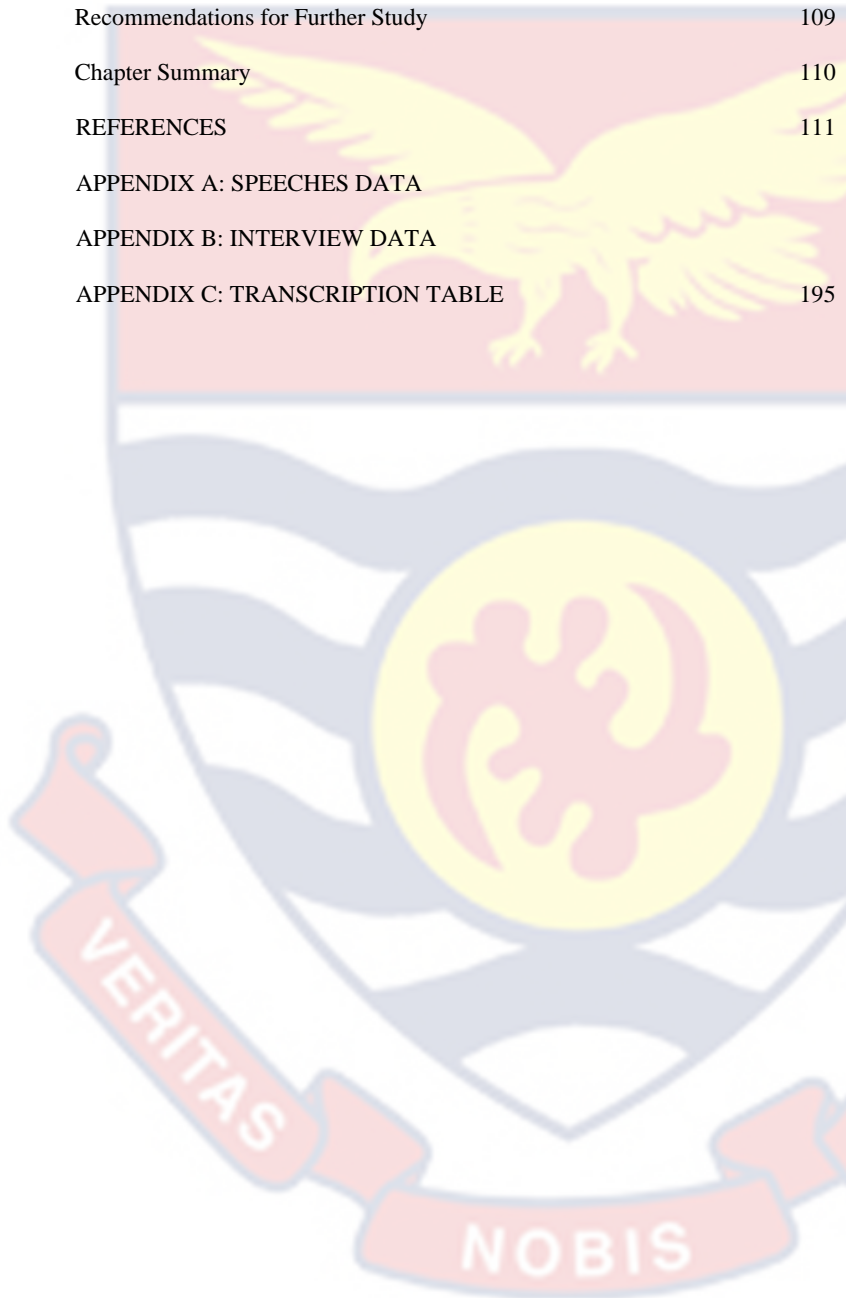 Recommendations for Further Study 109
Chapter Summary 110
REFERENCES 111
APPENDIX A: SPEECHES DATA
APPENDIX B: INTERVIEW DATA
APPENDIX C: TRANSCRIPTION TABLE 195
VERITAS
NOBIS